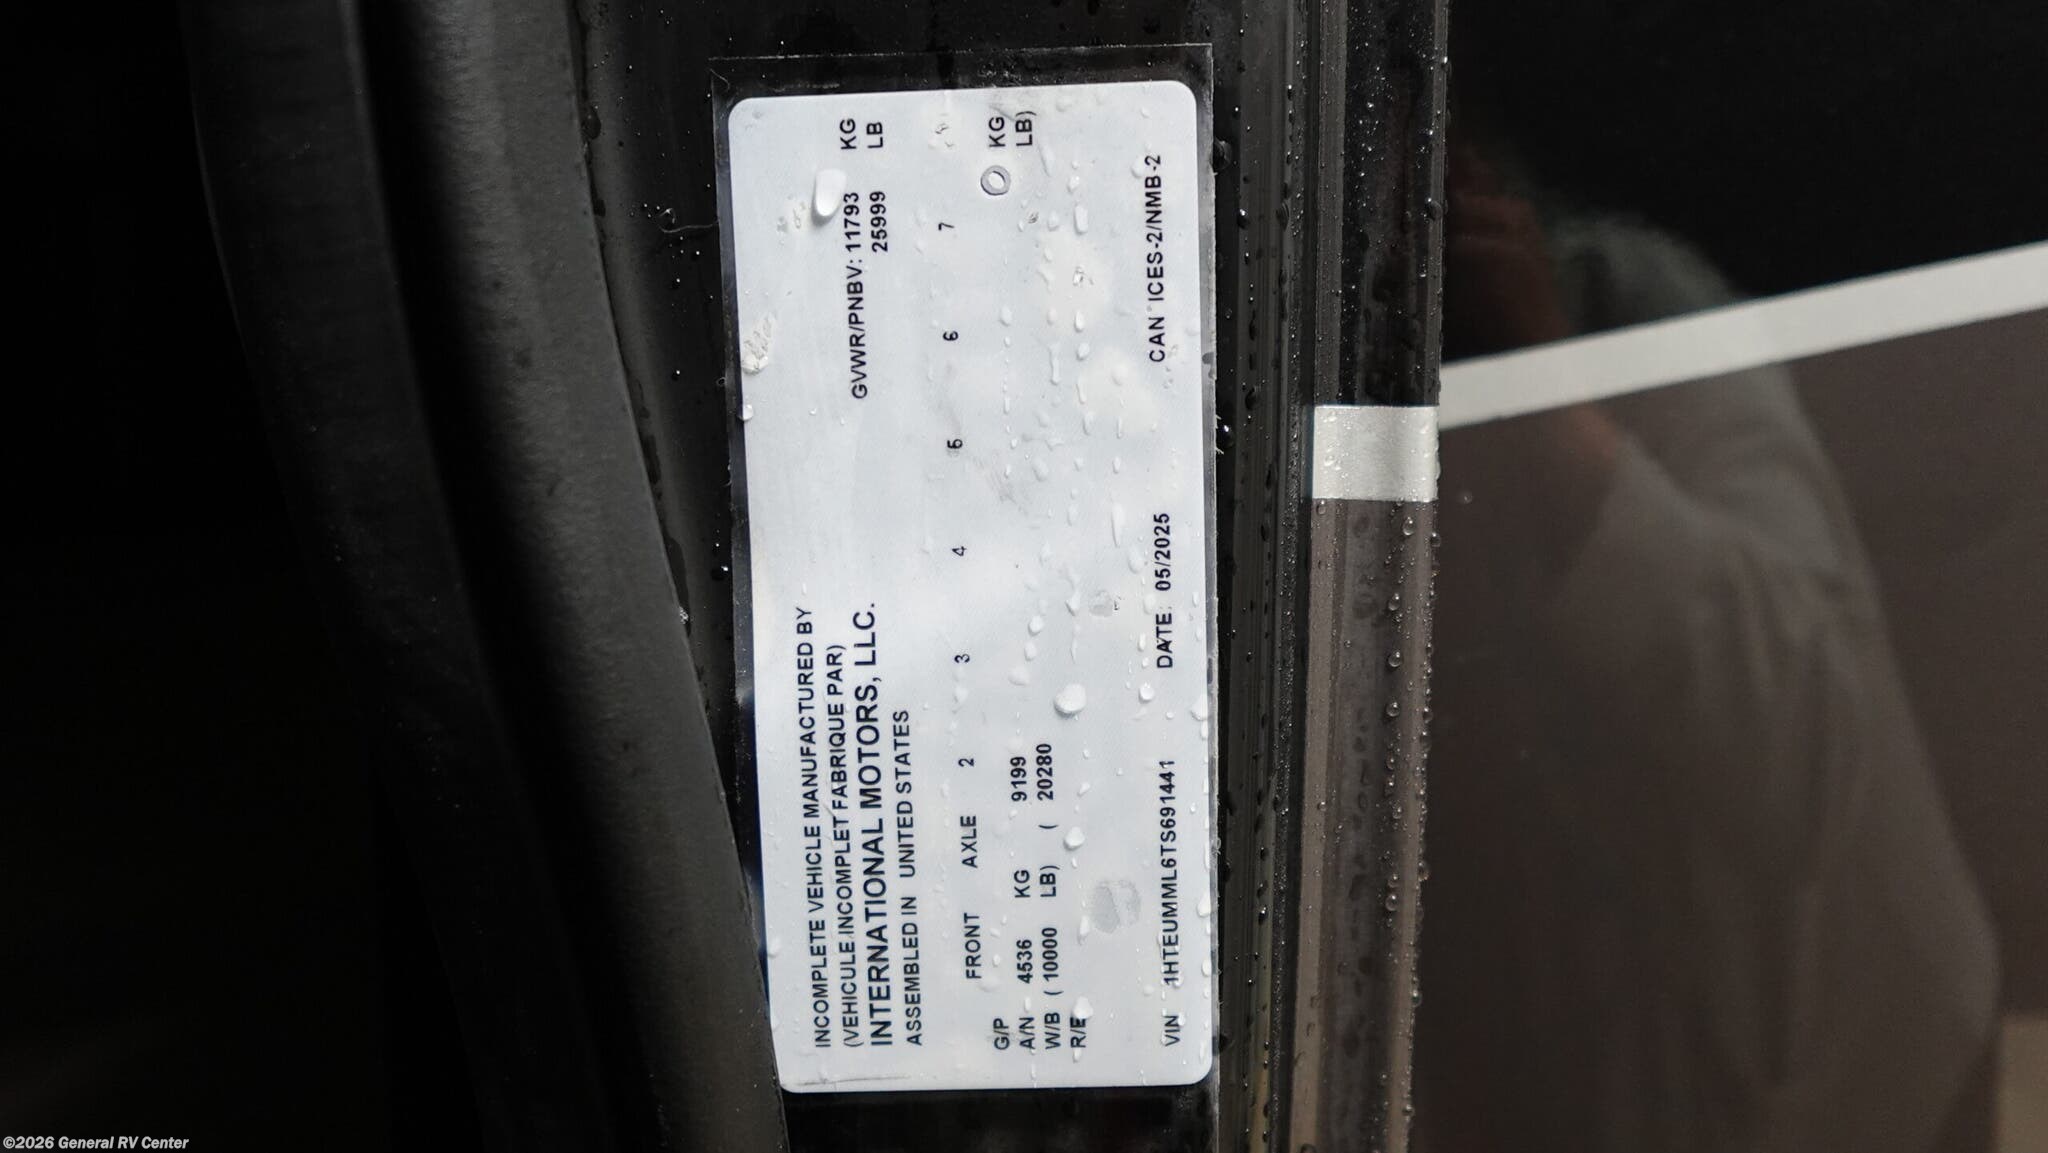 INCOMPLETE VEHICLE MANUFACTURED BY
(VEHICULE INCOMPLET FABRIQUE PAR)
INTERNATIONAL MOTORS, LLC.
ASSEMBLED IN UNITED STATES
GVWR/PNBV: 11793 KG
25999 LB
FRONT AXLE 2 3 4 5 6 7
G/P
A/N 4536 KG 9199 KG
W/B ( 10000 LB) ( 20280 LB)
R/E
VIN 1HTEUMML6TS691441 DATE: 05/2025 CAN ICES-2/NMB-2
©2026 General RV Center